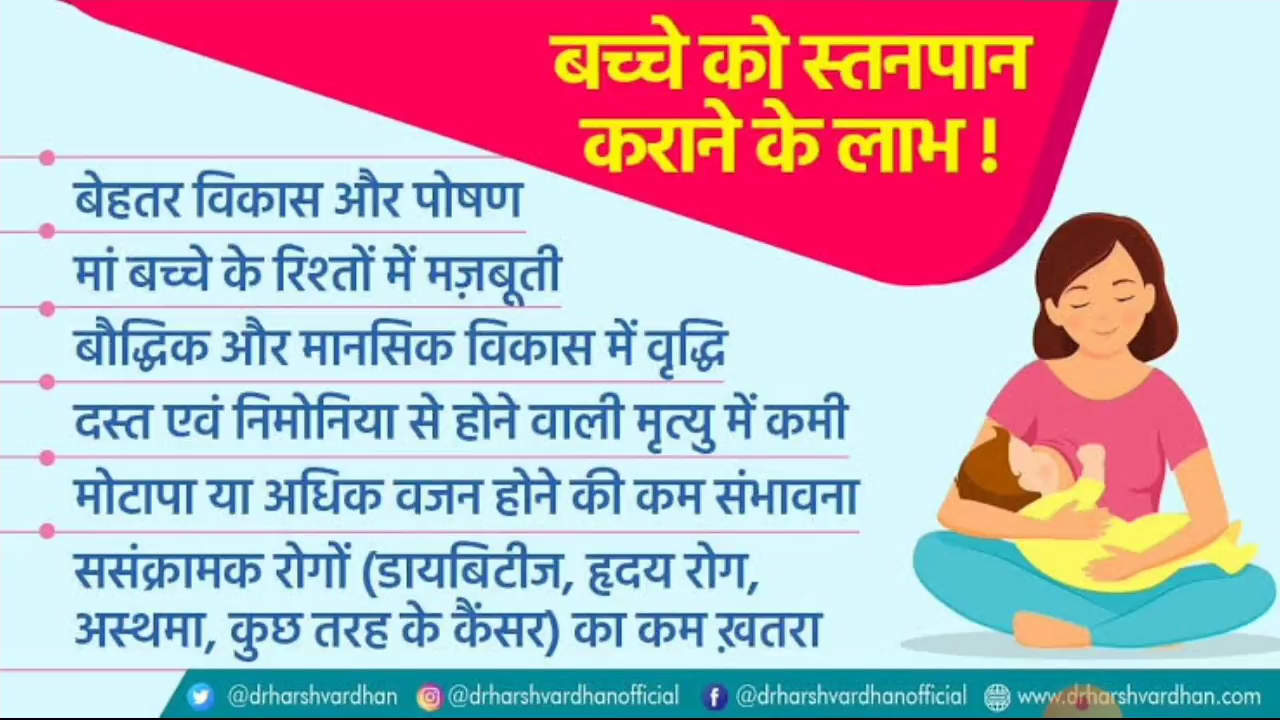 बच्चे को स्तनपान
कराने के लाभ !
बेहतर विकास और पोषण
मां बच्चे के रिश्तों में मज़बूती
बौद्धिक और मानसिक विकास में वृद्धि
दस्त एवं निमोनिया से होने वाली मृत्यु में कमी
मोटापा या अधिक वजन होने की कम संभावना
ससंक्रामक रोगों (डायबिटीज, हृदय रोग,
अस्थमा, कुछ तरह के कैंसर) का कम ख़तरा
@drharshvardhan @drharshvardhanofficial @drharshvardhanofficial www.drharshvardhan.com